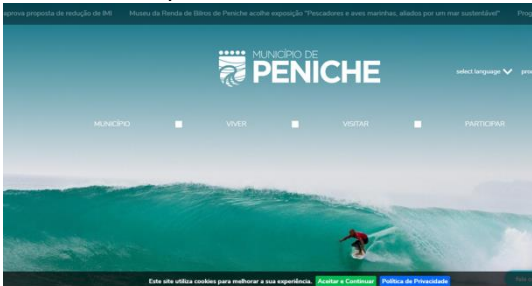 aprova proposta de redução de IMI Museu da Renda de Bilros de Peniche acolhe exposição "Pescadores e aves marinhas, aliados por um mar sustentável"
MUNICÍPIO DE
PENICHE
select language
MUNICÍPIO VIVER VISITAR PARTICIPAR
Este site utiliza cookies para melhorar a sua experiência. Aceitar e Continuar Política de Privacidade